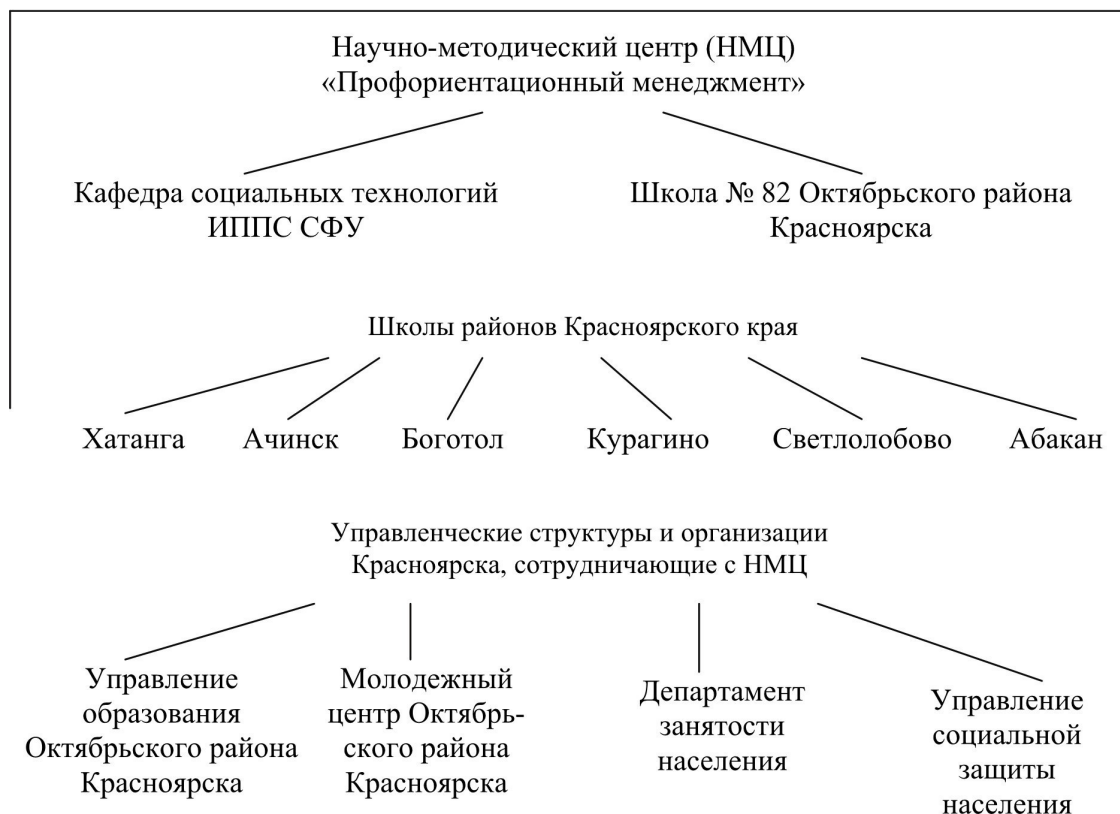 Научно-методический центр (НМЦ)
«Профориентационный менеджмент»
Кафедра социальных технологий
ИППС СФУ
Школа № 82 Октябрьского района
Красноярска
Школы районов Красноярского края
Хатанга
Ачинск
Боготол
Курагино
Светлолобово
Абакан
Управленческие структуры и организации
Красноярска, сотрудничающие с НМЦ
Управление
образования
Октябрьского района
Красноярска
Молодежный
центр Октябрь-
ского района
Красноярска
Департамент
занятости
населения
Управление
социальной
защиты
населения